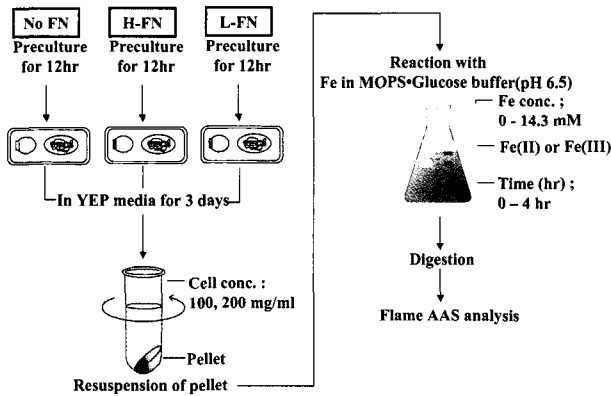 No FN
H-FN
L-FN
Preculture
for 12hr
Preculture
for 12hr
Preculture
for 12hr
In YEP media for 3 days
Cell conc. :
100, 200 mg/ml
Pellet
Resuspension of pellet
Reaction with
Fe in MOPS•Glucose buffer(pH 6.5)
Fe conc. ;
0 - 14.3 mM
Fe(II) or Fe(III)
Time (hr) ;
0 – 4 hr
Digestion
Flame AAS analysis